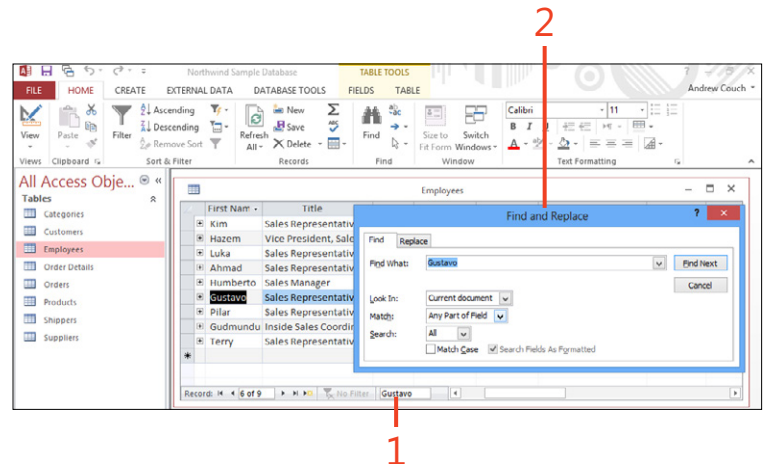 2
Northwind Sample Database TABLE TOOLS ?
FILE HOME CREATE EXTERNAL DATA DATABASE TOOLS FIELDS TABLE Andrew Couch
View Paste Filter Ascending Descending Remove Sort Refresh All New Save Delete Σ Find Size to Fit Form Switch Windows Calibri 11
B I U A
Views Clipboard Sort & Filter Records Find Window Text Formatting
All Access Obje... «
Tables
Categories
Customers
Employees
Order Details
Orders
Products
Shippers
Suppliers
Employees
First Nam Title
Kim Sales Representativ
Hazem Vice President, Sale
Luka Sales Representativ
Ahmad Sales Representativ
Humberto Sales Manager
Gustavo Sales Representativ
Pilar Sales Representativ
Gudmundu Inside Sales Coordir
Terry Sales Representativ
Find and Replace ?
Find Replace
Find What: Gustavo Find Next
Cancel
Look In: Current document
Match: Any Part of Field
Search: All
Match Case Search Fields As Formatted
Record: 6 of 9 No Filter Gustavo
1